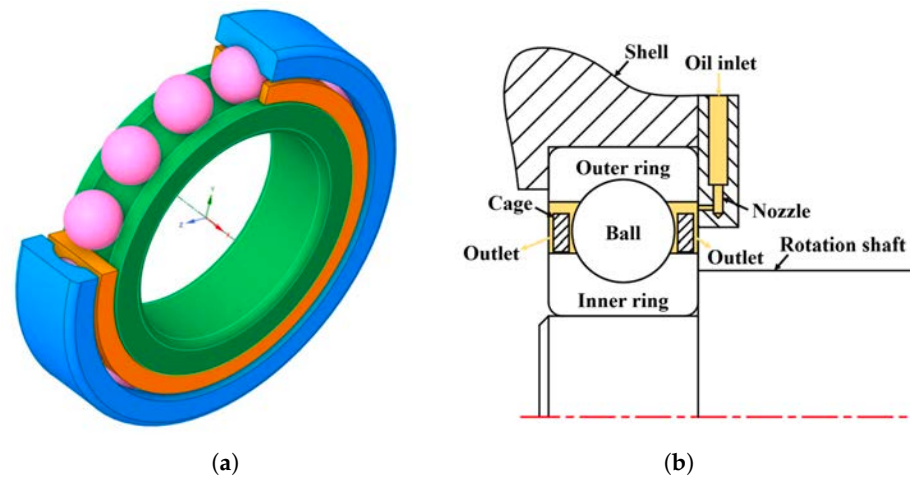 Shell
Oil inlet
Outer ring
Cage
Nozzle
Ball
Rotation shaft
Outlet
Outlet
Inner ring
(a)
(b)